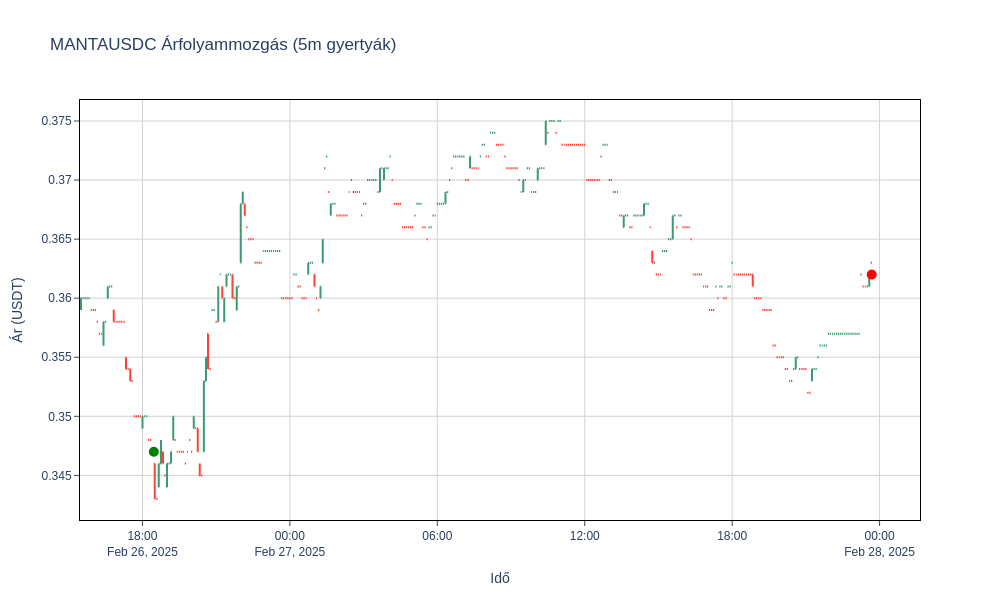 MANTAUSDC Árfolyammozgás (5m gyertyák)
Ár (USDT)
0.375
0.37
0.365
0.36
0.355
0.35
0.345
18:00
Feb 26, 2025
00:00
Feb 27, 2025
06:00
12:00
18:00
00:00
Feb 28, 2025
Idő